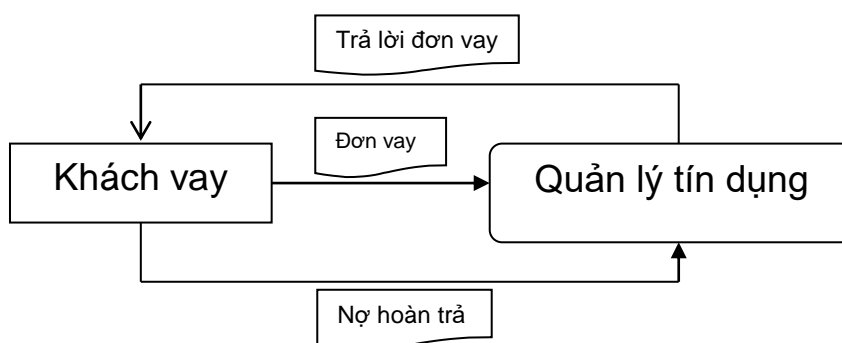 Trả lời đơn vay
Đơn vay
Khách vay
Quản lý tín dụng
Nợ hoàn trả